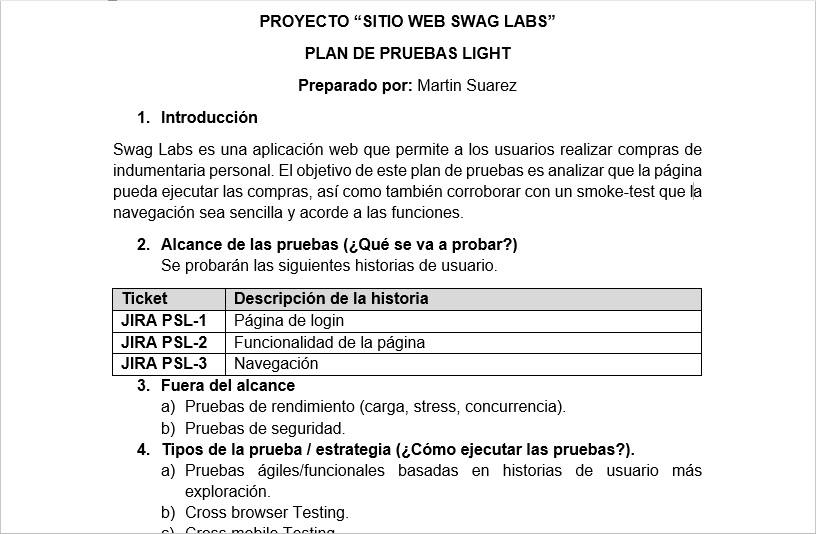 PROYECTO “SITIO WEB SWAG LABS”
PLAN DE PRUEBAS LIGHT
Preparado por: Martin Suarez
1. Introducción
Swag Labs es una aplicación web que permite a los usuarios realizar compras de
indumentaria personal. El objetivo de este plan de pruebas es analizar que la página
pueda ejecutar las compras, así como también corroborar con un smoke-test que la
navegación sea sencilla y acorde a las funciones.
2. Alcance de las pruebas (¿Qué se va a probar?)
Se probarán las siguientes historias de usuario.
Ticket Descripción de la historia
JIRA PSL-1 Página de login
JIRA PSL-2 Funcionalidad de la página
JIRA PSL-3 Navegación
3. Fuera del alcance
a) Pruebas de rendimiento (carga, stress, concurrencia).
b) Pruebas de seguridad.
4. Tipos de la prueba / estrategia (¿Cómo ejecutar las pruebas?).
a) Pruebas ágiles/funcionales basadas en historias de usuario más
exploración.
b) Cross browser Testing.
c) Cross mobile Testing